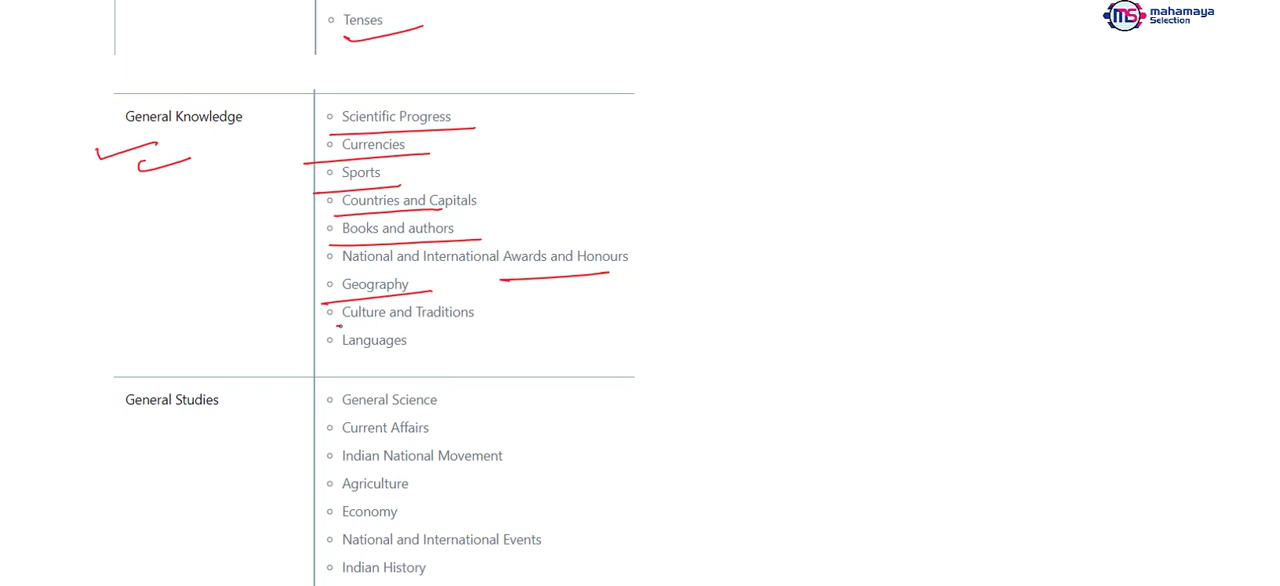 Tenses
mahamaya
Selection
General Knowledge
Scientific Progress
Currencies
Sports
Countries and Capitals
Books and authors
National and International Awards and Honours
Geography
Culture and Traditions
Languages
General Studies
General Science
Current Affairs
Indian National Movement
Agriculture
Economy
National and International Events
Indian History